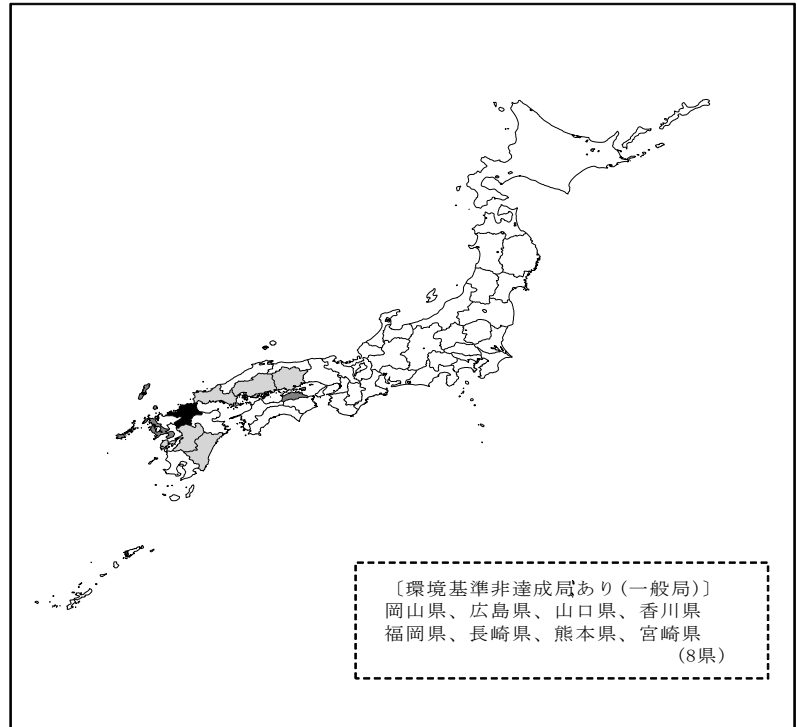 〔環境基準非達成局あり(一般局)〕
岡山県、広島県、山口県、香川県
福岡県、長崎県、熊本県、宮崎県
(8県)